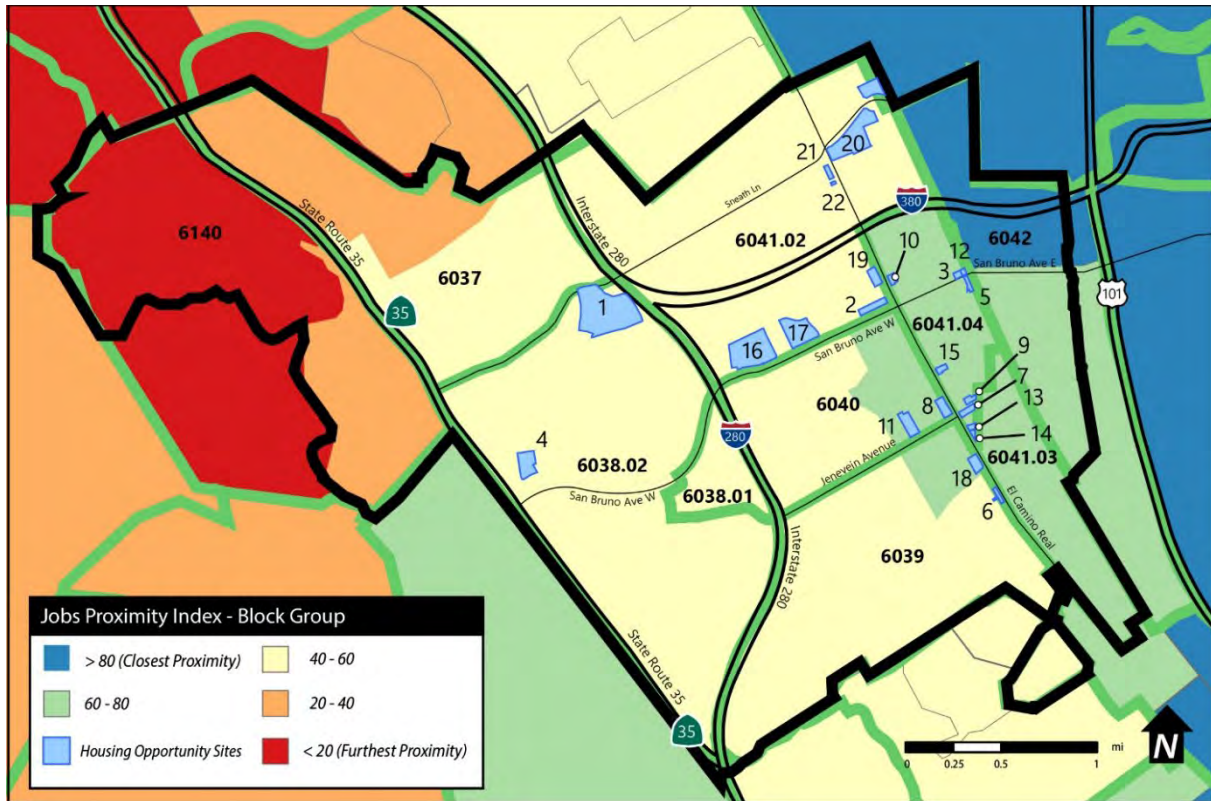 20
21
Sneath Ln
22
380
6140
State Route 35
Interstate 280
6041.02
6042
10
12
San Bruno Ave E
19
3
6037
5
101
35
1
2
6041.04
17
16
San Bruno Ave W
9
15
7
6040
8
13
280
11
14
4
Jenevein Avenue
6041.03
6038.02
18
San Bruno Ave W
6038.01
6
El Camino Real
6039
Interstate 280
State Route 35
35
Jobs Proximity Index - Block Group
> 80 (Closest Proximity)
40 - 60
60 - 80
20 - 40
Housing Opportunity Sites
< 20 (Furthest Proximity)
N
mi
0 0.25 0.5 1